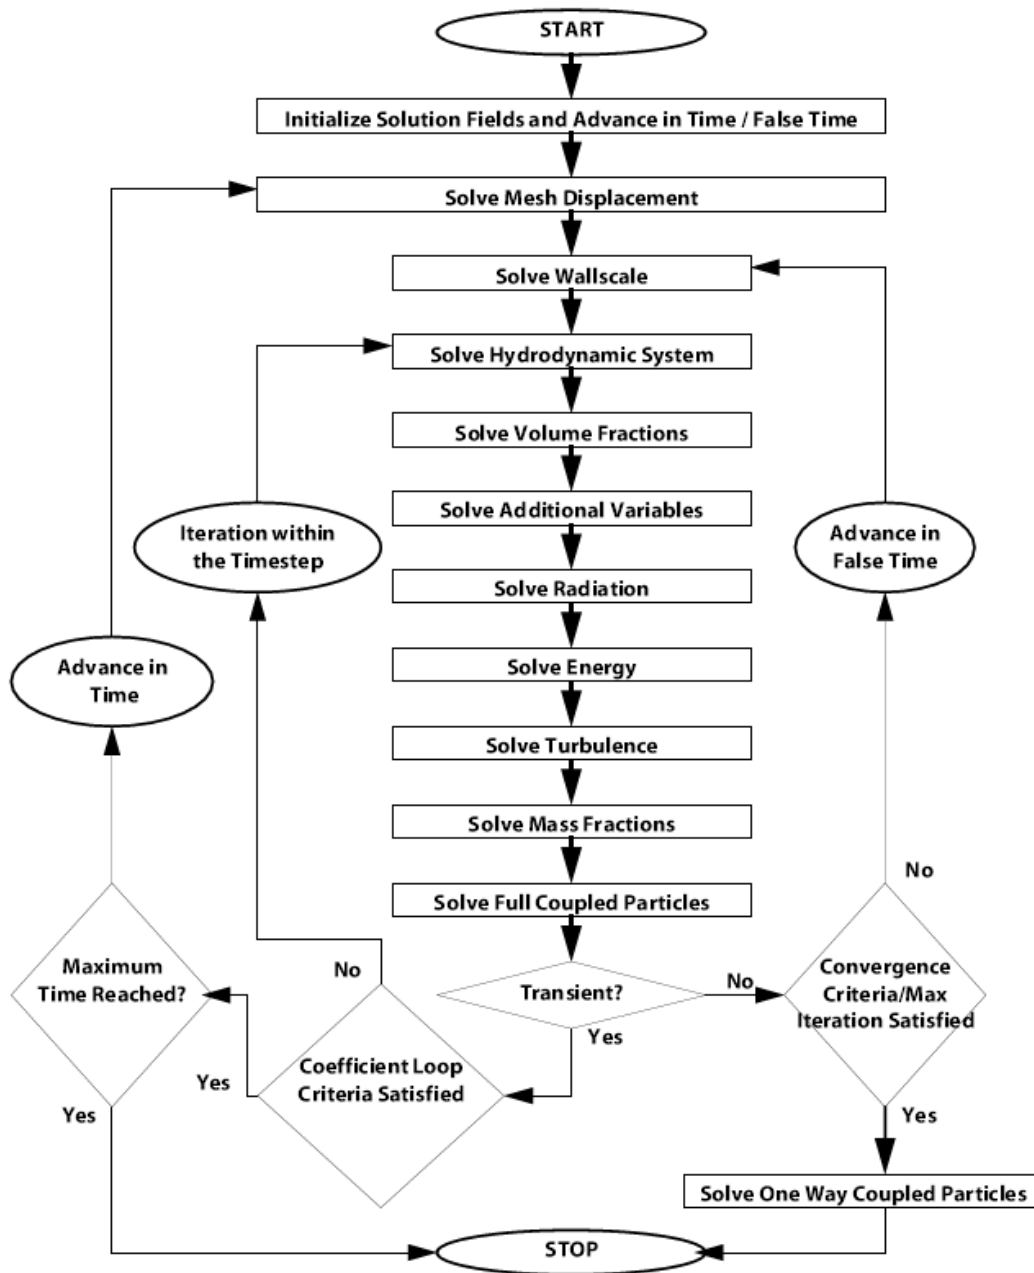 START
Initialize Solution Fields and Advance in Time / False Time
Solve Mesh Displacement
Solve Wallscale
Solve Hydrodynamic System
Solve Volume Fractions
Solve Additional Variables
Iteration within
the Timestep
Advance in
False Time
Solve Radiation
Solve Energy
Advance in
Time
Solve Turbulence
Solve Mass Fractions
No
Solve Full Coupled Particles
Maximum
Time Reached?
No
Transient?
No
Convergence
Criteria/Max
Iteration Satisfied
Yes
Coefficient Loop
Criteria Satisfied
Yes
Yes
Yes
Solve One Way Coupled Particles
STOP